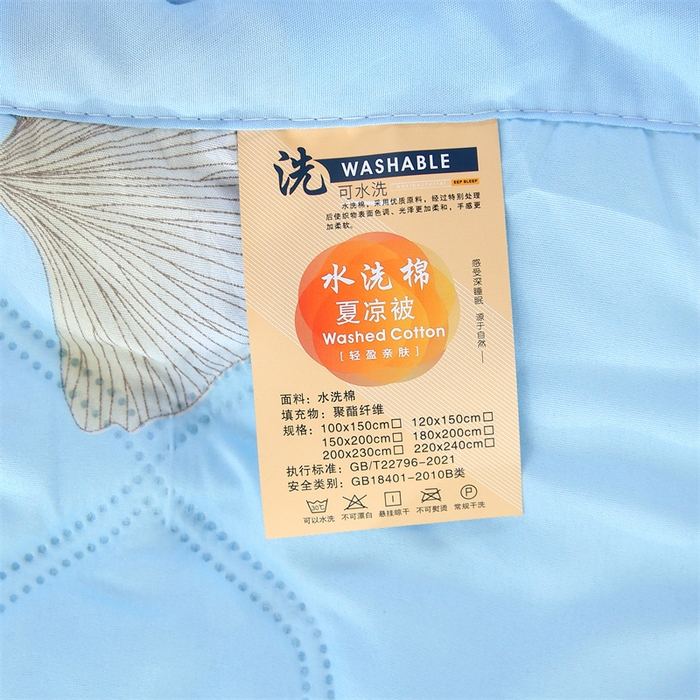 洗 WASHABLE
可水洗
SEP SLEEP
水洗棉,采用优质原料,经过特别处理
后使织物表面色调、光泽更加柔和,手感更
加柔软。
水洗棉
夏凉被
Washed Cotton
[轻盈亲肤]
感受深睡眠 源于自然—
面料:水洗棉
填充物:聚酯纤维
规格:100x150cm□ 120x150cm□
150x200cm□ 180x200cm□
200x230cm□ 220x240cm□
执行标准:GB/T22796-2021
安全类别:GB18401-2010B类
30℃ P
可以水洗 不可漂白 悬挂晾干 不可熨烫 常规干洗